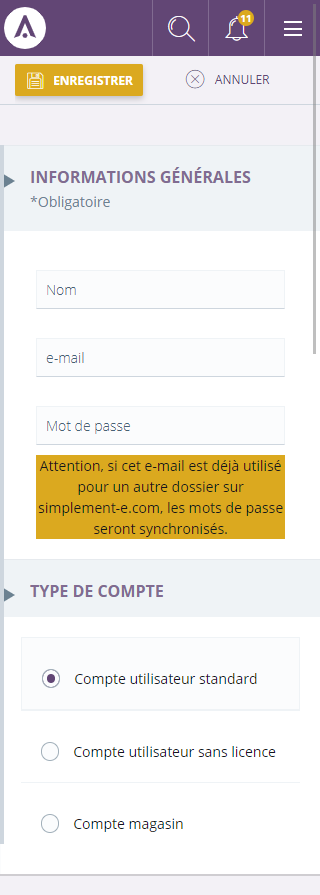 11
ENREGISTRER
ANNULER
INFORMATIONS GÉNÉRALES
*Obligatoire
Nom
e-mail
Mot de passe
Attention, si cet e-mail est déjà utilisé
pour un autre dossier sur
simplement-e.com, les mots de passe
seront synchronisés.
TYPE DE COMPTE
Compte utilisateur standard
Compte utilisateur sans licence
Compte magasin